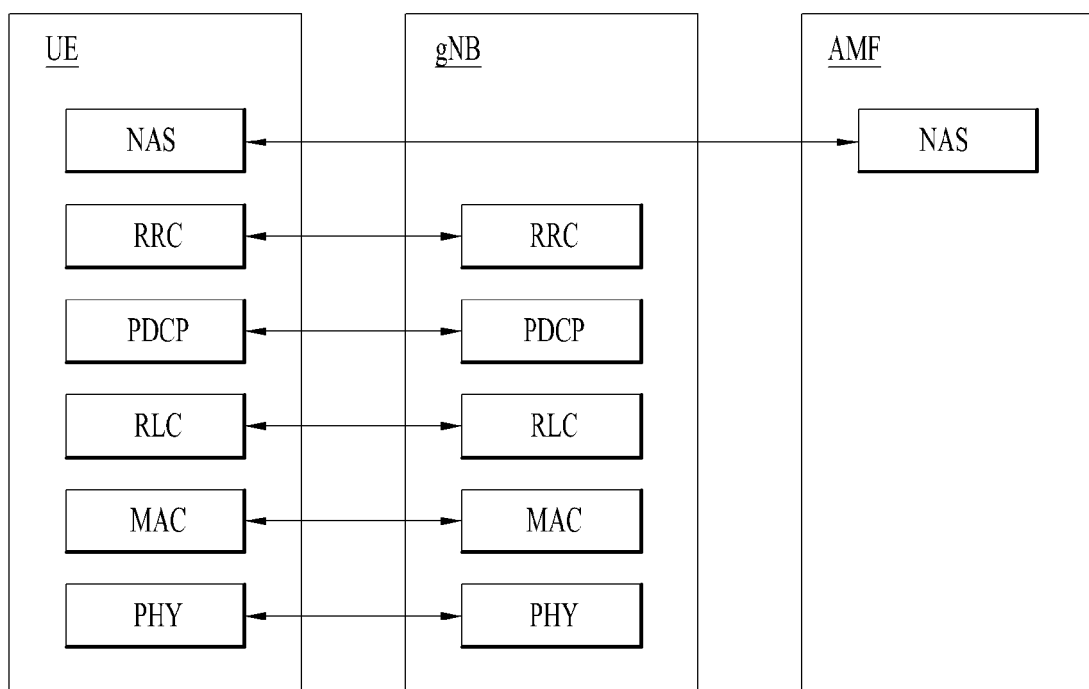 UE
gNB
AMF
NAS
NAS
RRC
RRC
PDCP
PDCP
RLC
RLC
MAC
MAC
PHY
PHY